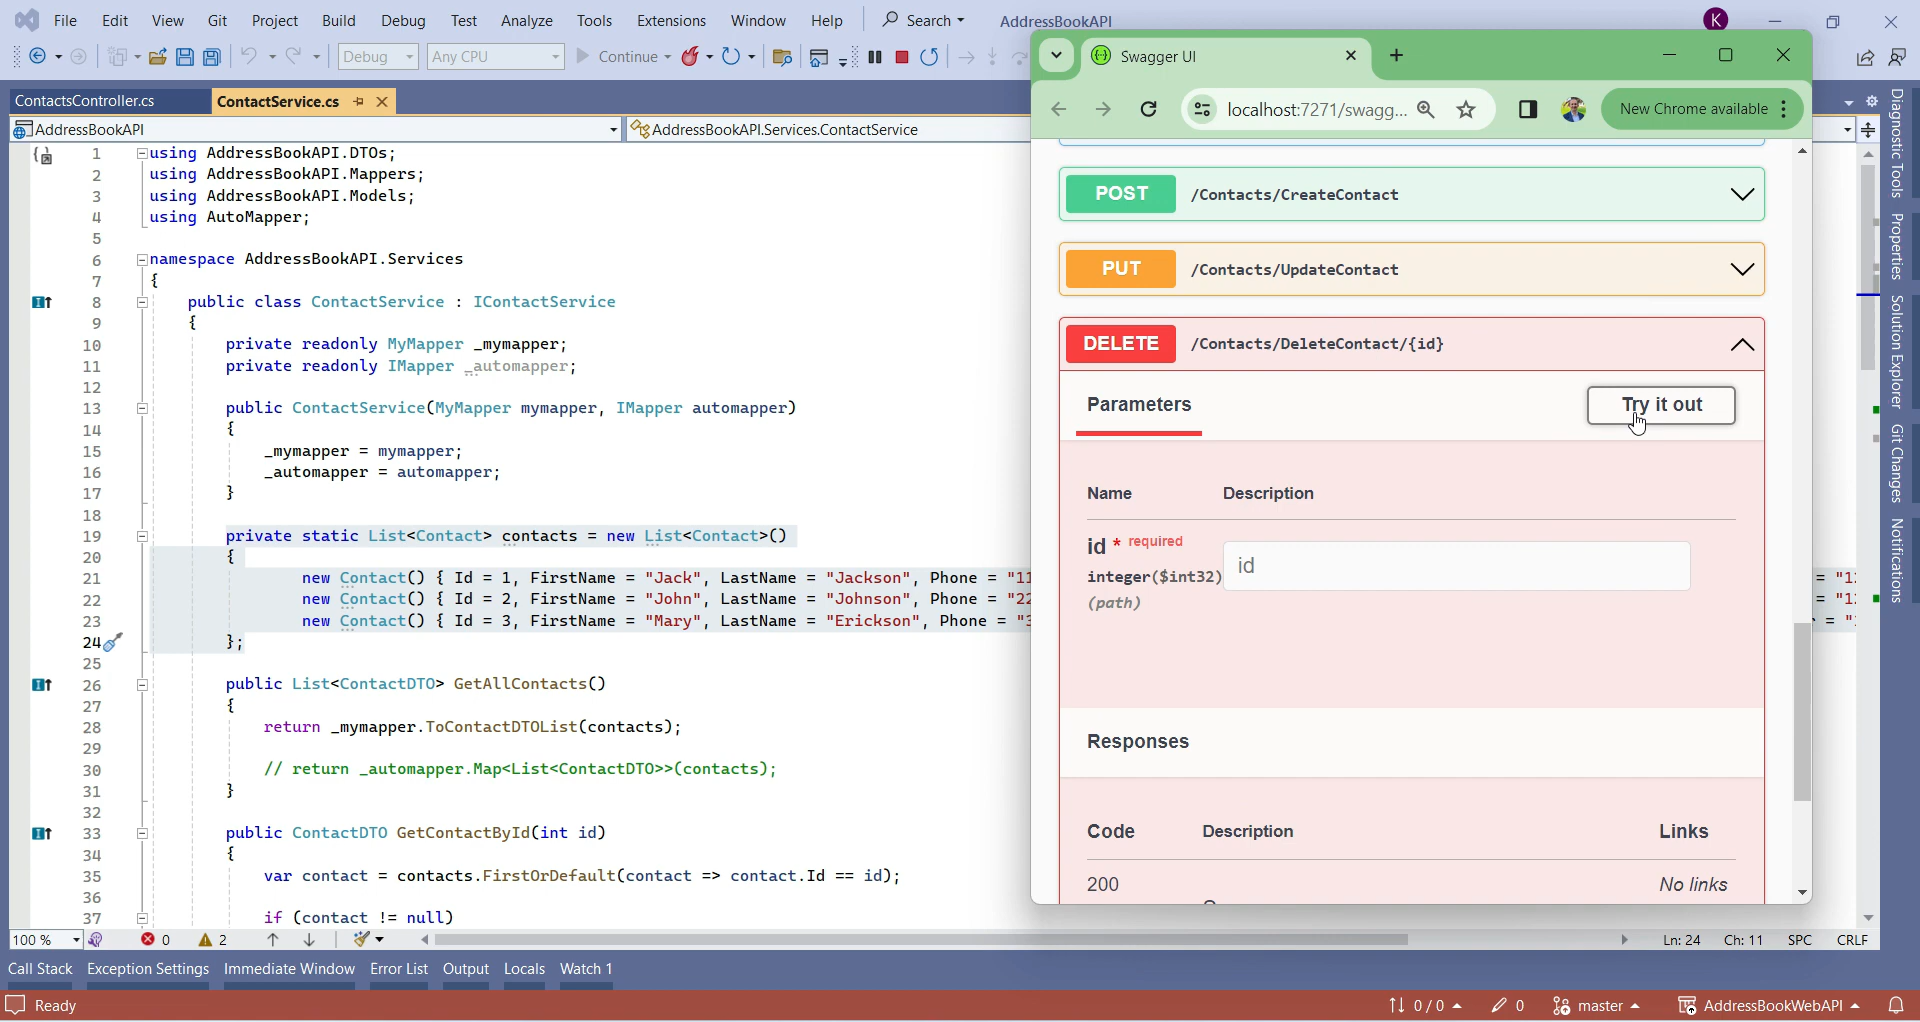 File Edit View Git Project Build Debug Test Analyze Tools Extensions Window Help Search AddressBookAPI K
Debug Any CPU Continue
ContactsController.cs ContactService.cs
AddressBookAPI AddressBookAPI.Services.ContactService
1 using AddressBookAPI.DTOs;
2 using AddressBookAPI.Mappers;
3 using AddressBookAPI.Models;
4 using AutoMapper;
5
6 namespace AddressBookAPI.Services
7 {
8 public class ContactService : IContactService
9 {
10 private readonly MyMapper _mymapper;
11 private readonly IMapper _automapper;
12
13 public ContactService(MyMapper mymapper, IMapper automapper)
14 {
15 _mymapper = mymapper;
16 _automapper = automapper;
17 }
18
19 private static List<Contact> contacts = new List<Contact>()
20 {
21 new Contact() { Id = 1, FirstName = "Jack", LastName = "Jackson", Phone = "11
22 new Contact() { Id = 2, FirstName = "John", LastName = "Johnson", Phone = "22
23 new Contact() { Id = 3, FirstName = "Mary", LastName = "Erickson", Phone = "3
24 };
25
26 public List<ContactDTO> GetAllContacts()
27 {
28 return _mymapper.ToContactDTOList(contacts);
29
30 // return _automapper.Map<List<ContactDTO>>(contacts);
31 }
32
33 public ContactDTO GetContactById(int id)
34 {
35 var contact = contacts.FirstOrDefault(contact => contact.Id == id);
36
37 if (contact != null)
Swagger UI
localhost:7271/swagg... New Chrome available
POST /Contacts/CreateContact
PUT /Contacts/UpdateContact
DELETE /Contacts/DeleteContact/{id}
Parameters Try it out
Name Description
id * required
integer($int32) id
(path)
Responses
Code Description Links
200 No links
= "1
= "1
= "
Diagnostic Tools
Properties
Solution Explorer
Git Changes
Notifications
100 % 0 2 Ln: 24 Ch: 11 SPC CRLF
Call Stack Exception Settings Immediate Window Error List Output Locals Watch 1
Ready 0 / 0 0 master AddressBookWebAPI